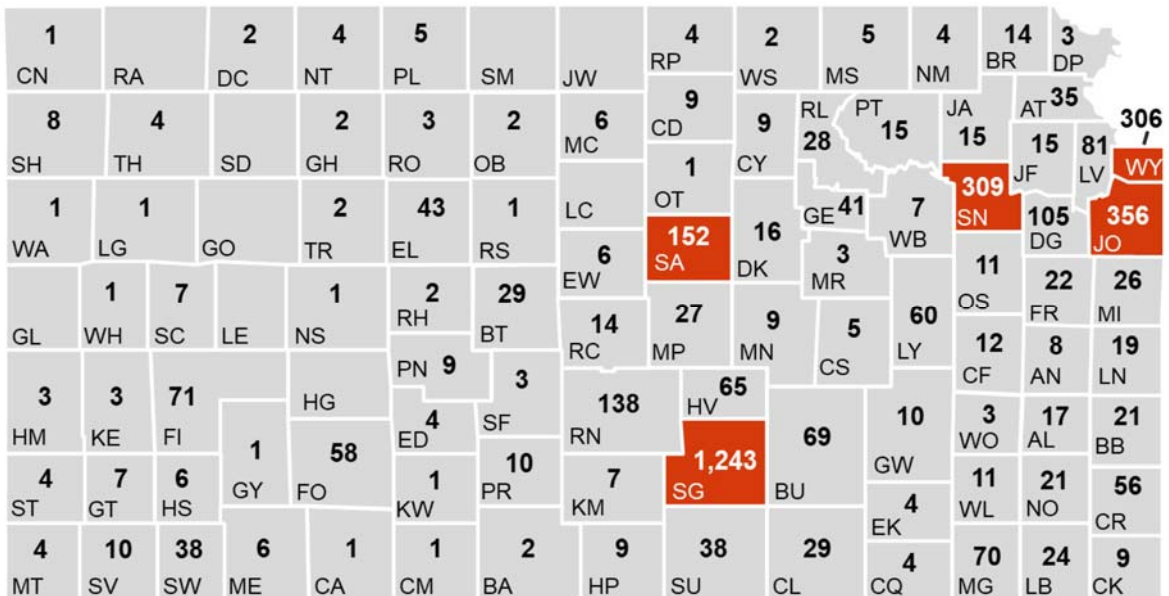 1 2 4 5 4 2 5 4 14 3
CN RA DC NT PL SM JW RP WS MS NM BR DP
8 4 2 3 2 6 9 9 RL 28 PT 15 JA 15 AT 35 306
SH TH SD GH RO OB MC CD CY 15 JF 81 LV WY
1 1 2 43 1 1 309 SN
WA LG GO TR EL RS LC OT GE 41 7 WB 105 DG 356 JO
152 SA 16 DK 3 MR
6 EW 11 OS 22 FR 26 MI
1 7 1 2 RH 29
GL WH SC LE NS BT 14 RC 27 MP 9 MN 5 CS 60 LY
PN 9 3 SF 12 CF 8 AN 19 LN
3 3 71 HG 138 RN 65 HV
HM KE FI 4 ED 69 BU 10 GW 3 WO 17 AL 21 BB
1 GY 58 FO 10 PR 1,243 SG
4 7 6 1 KW 7 KM 11 WL 21 NO 56 CR
ST GT HS 4 EK
4 10 38 6 1 1 2 9 38 29 4 70 24 9
MT SV SW ME CA CM BA HP SU CL CQ MG LB CK